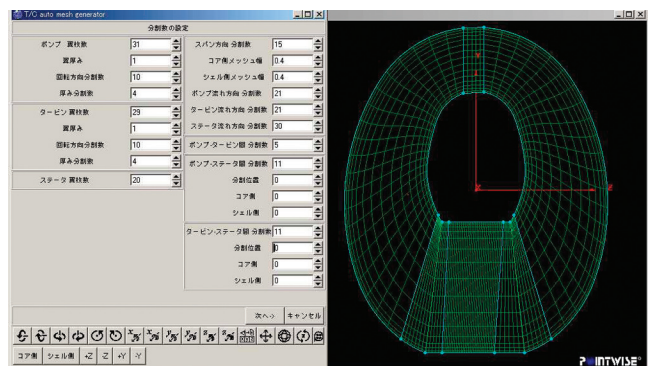 T/C auto mesh generator
分割数の設定
ポンプ 翼枚数 31
翼厚み 1
回転方向分割数 10
厚み分割数 4
タービン 翼枚数 29
翼厚み 1
回転方向分割数 10
厚み分割数 4
ステータ 翼枚数 20
スパン方向 分割数 15
コア側メッシュ幅 0.4
シェル側メッシュ幅 0.4
ポンプ流れ方向 分割数 21
タービン流れ方向 分割数 21
ステータ流れ方向 分割数 30
ポンプ-タービン間 分割数 5
ポンプ-ステータ間 分割数 11
分割位置 0
コア側 0
シェル側 0
タービン-ステータ間 分割数 11
分割位置 0
コア側 0
シェル側 0
次へ-> キャンセル
コア側 シェル側 +Z -Z +Y -Y
Y
X
Z
POINTWISE